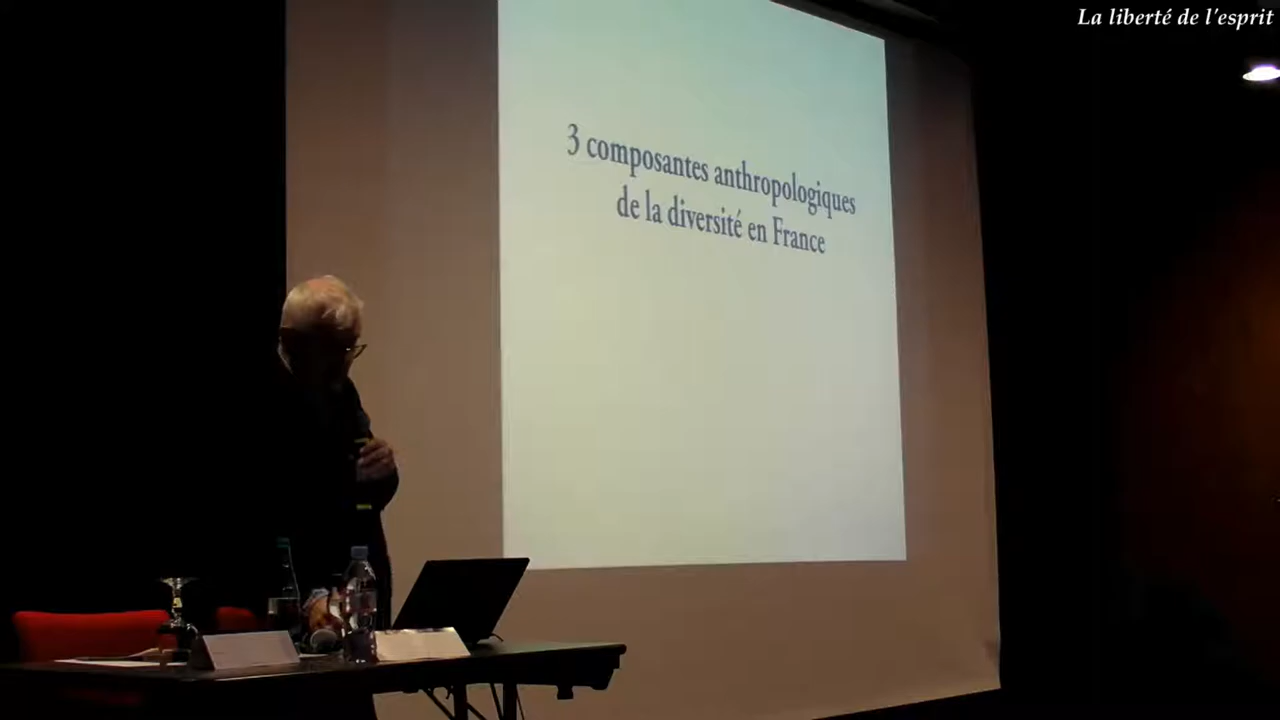 La liberté de l'esprit
3 composantes anthropologiques
de la diversité en France